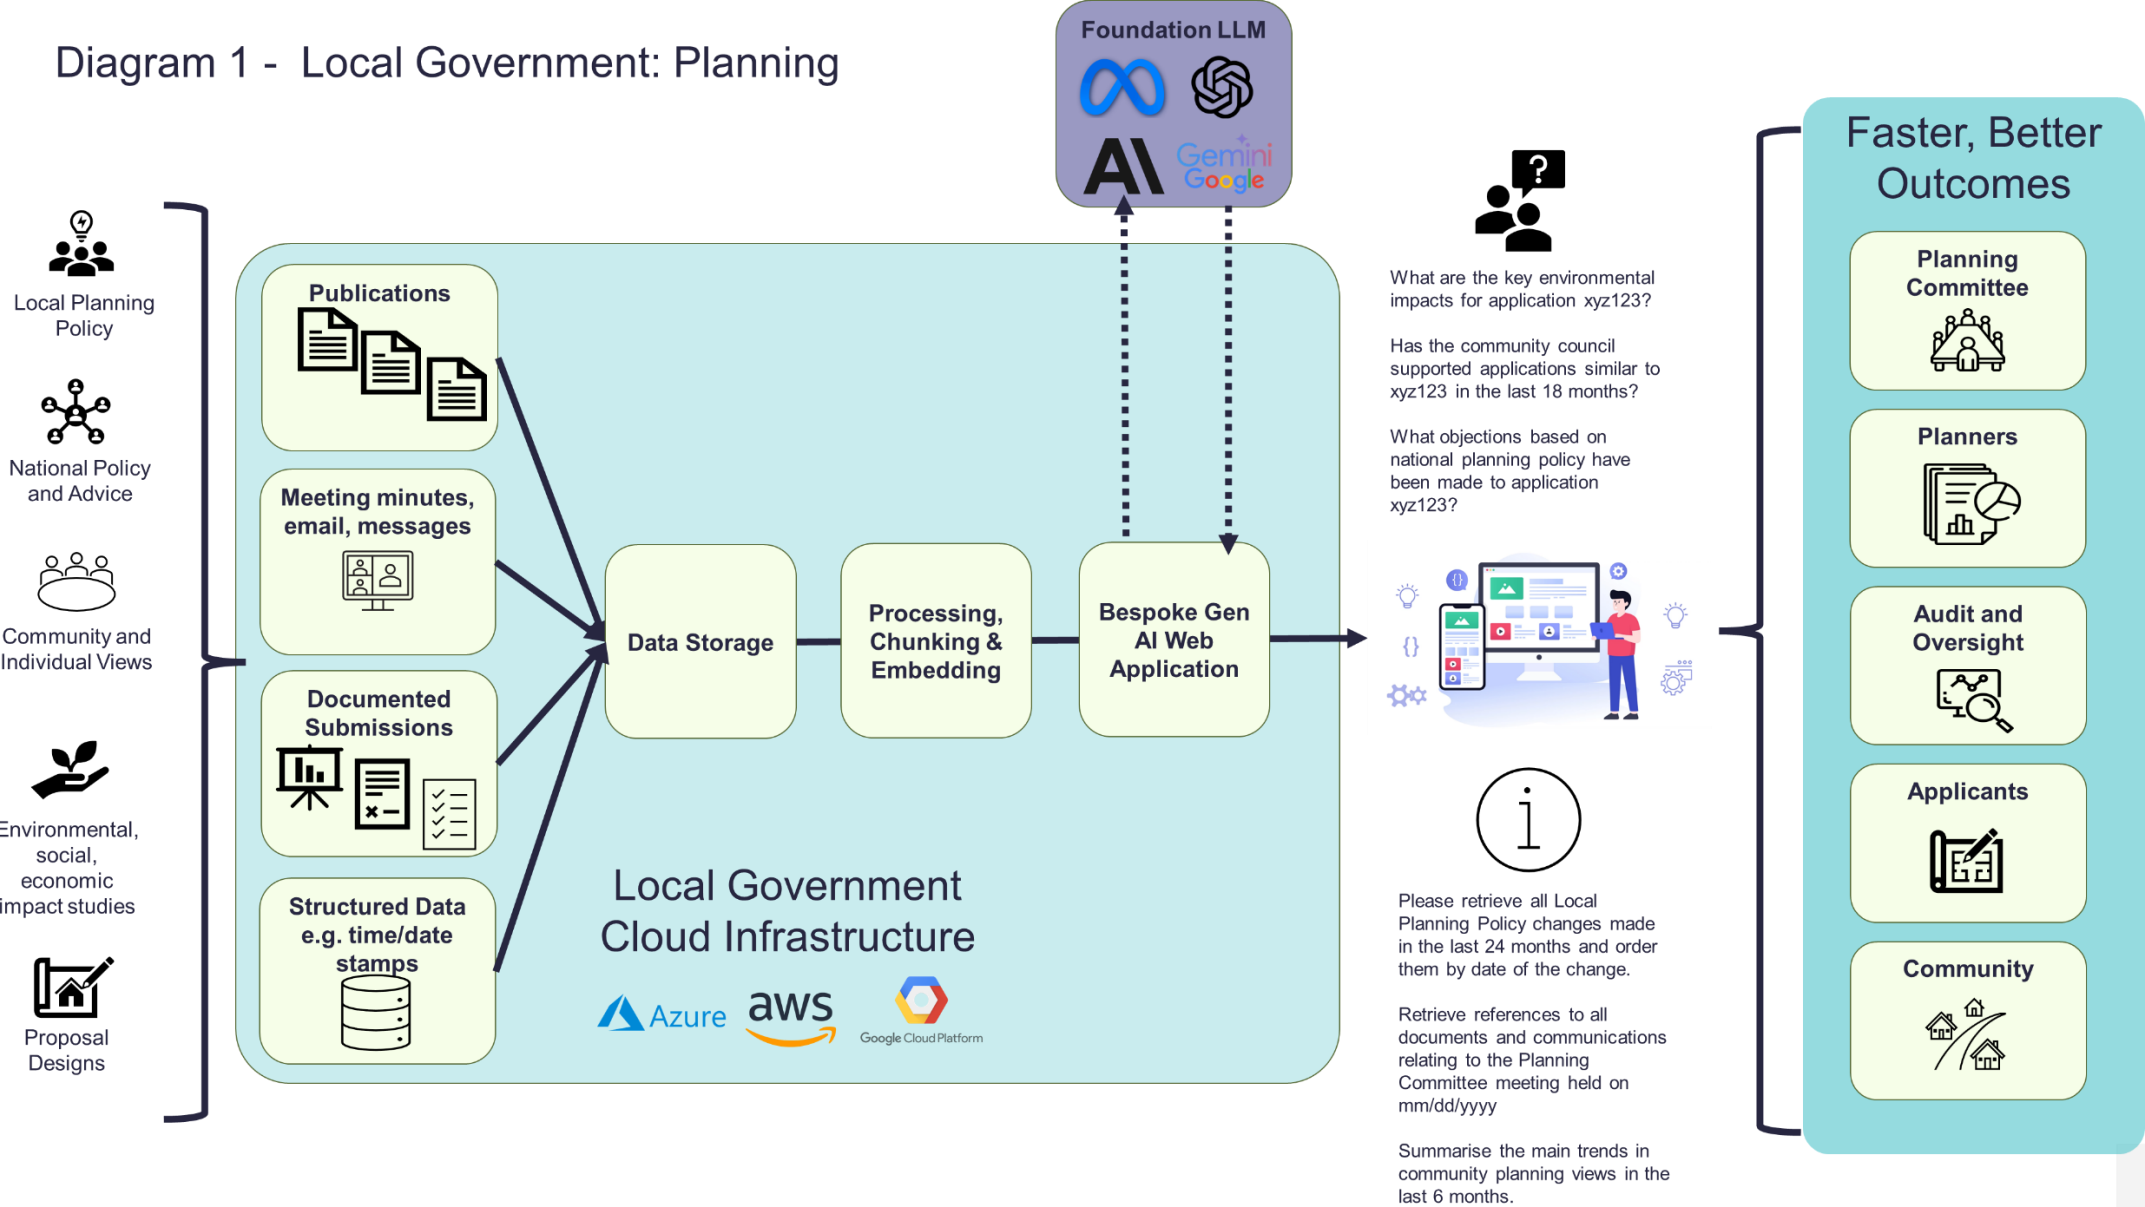 Diagram 1 -  Local Government: Planning
Foundation LLM
Gemini
Google
Faster, Better
Outcomes
Local Planning
Policy
National Policy
and Advice
Community and
Individual Views
Environmental,
social,
economic
impact studies
Proposal
Designs
Publications
Meeting minutes,
email, messages
Documented
Submissions
Structured Data
e.g. time/date
stamps
Data Storage
Processing,
Chunking &
Embedding
Bespoke Gen
AI Web
Application
Local Government
Cloud Infrastructure
Azure
aws
Google Cloud Platform
?
What are the key environmental
impacts for application xyz123?
Has the community council
supported applications similar to
xyz123 in the last 18 months?
What objections based on
national planning policy have
been made to application
xyz123?
i
Please retrieve all Local
Planning Policy changes made
in the last 24 months and order
them by date of the change.
Retrieve references to all
documents and communications
relating to the Planning
Committee meeting held on
mm/dd/yyyy
Summarise the main trends in
community planning views in the
last 6 months.
Planning
Committee
Planners
Audit and
Oversight
Applicants
Community